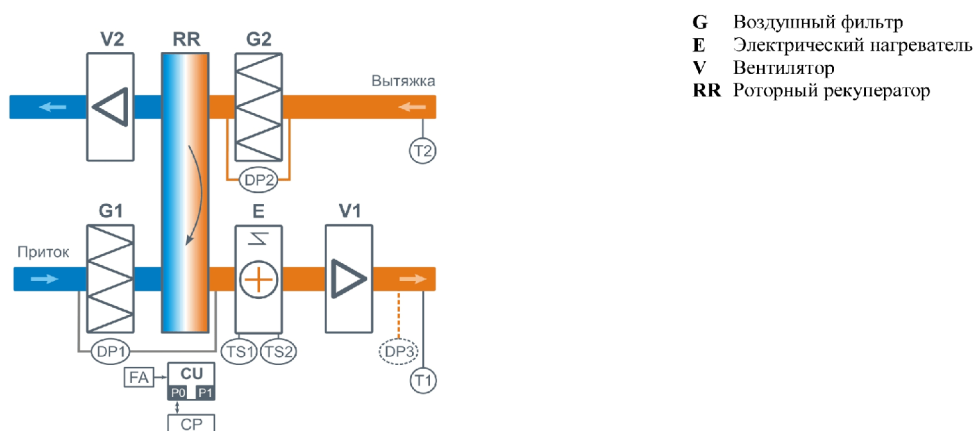 V2 RR G2
Вытяжка
T2
DP2
G1 E V1
Приток
DP1 TS1 TS2 DP3
FA CU T1
P0 P1
CP
G Воздушный фильтр
E Электрический нагреватель
V Вентилятор
RR Роторный рекуператор